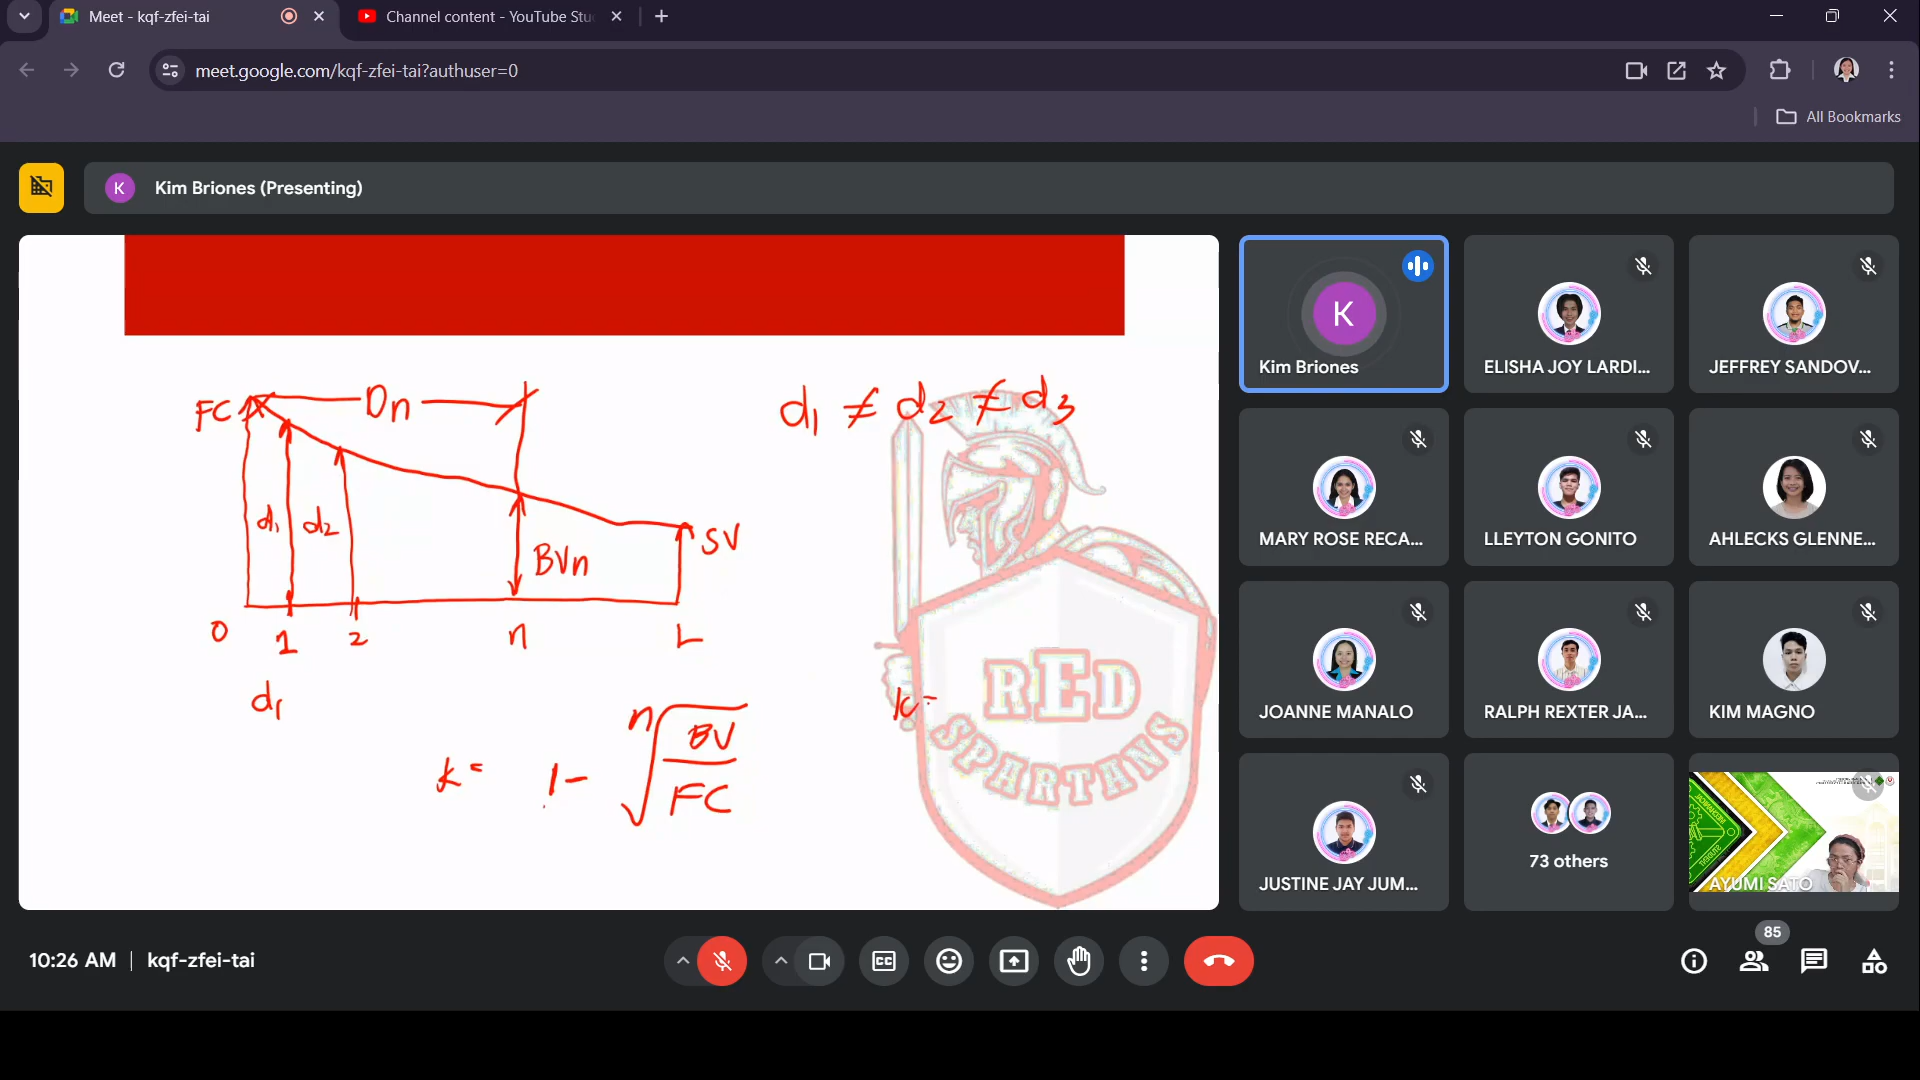 Meet - kqf-zfei-tai
Channel content - YouTube Stu
meet.google.com/kqf-zfei-tai?authuser=0
All Bookmarks
K
Kim Briones (Presenting)
FC
Dn
d1 ≠ d2 ≠ d3
d1
d2
BVn
SV
0
1
2
n
L
d1
k = 1 - n√BV/FC
k =
RED
SPARTANS
K
Kim Briones
ELISHA JOY LARDI...
JEFFREY SANDOV...
MARY ROSE RECA...
LLEYTON GONITO
AHLECKS GLENNE...
JOANNE MANALO
RALPH REXTER JA...
KIM MAGNO
JUSTINE JAY JUM...
73 others
AYUMI SATO
10:26 AM | kqf-zfei-tai
CC
85